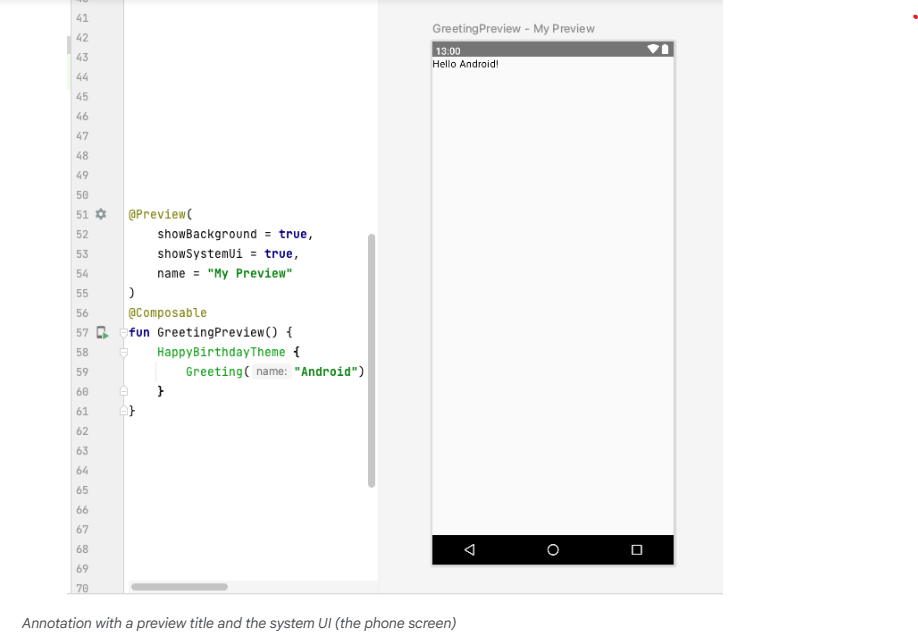 40
41
42
43
44
45
46
47
48
49
50
51 @Preview(
52 showBackground = true,
53 showSystemUi = true,
54 name = "My Preview"
55 )
56 @Composable
57 fun GreetingPreview() {
58 HappyBirthdayTheme {
59 Greeting( name: "Android")
60 }
61 }
62
63
64
65
66
67
68
69
70
GreetingPreview - My Preview
13:00
Hello Android!
Annotation with a preview title and the system UI (the phone screen)